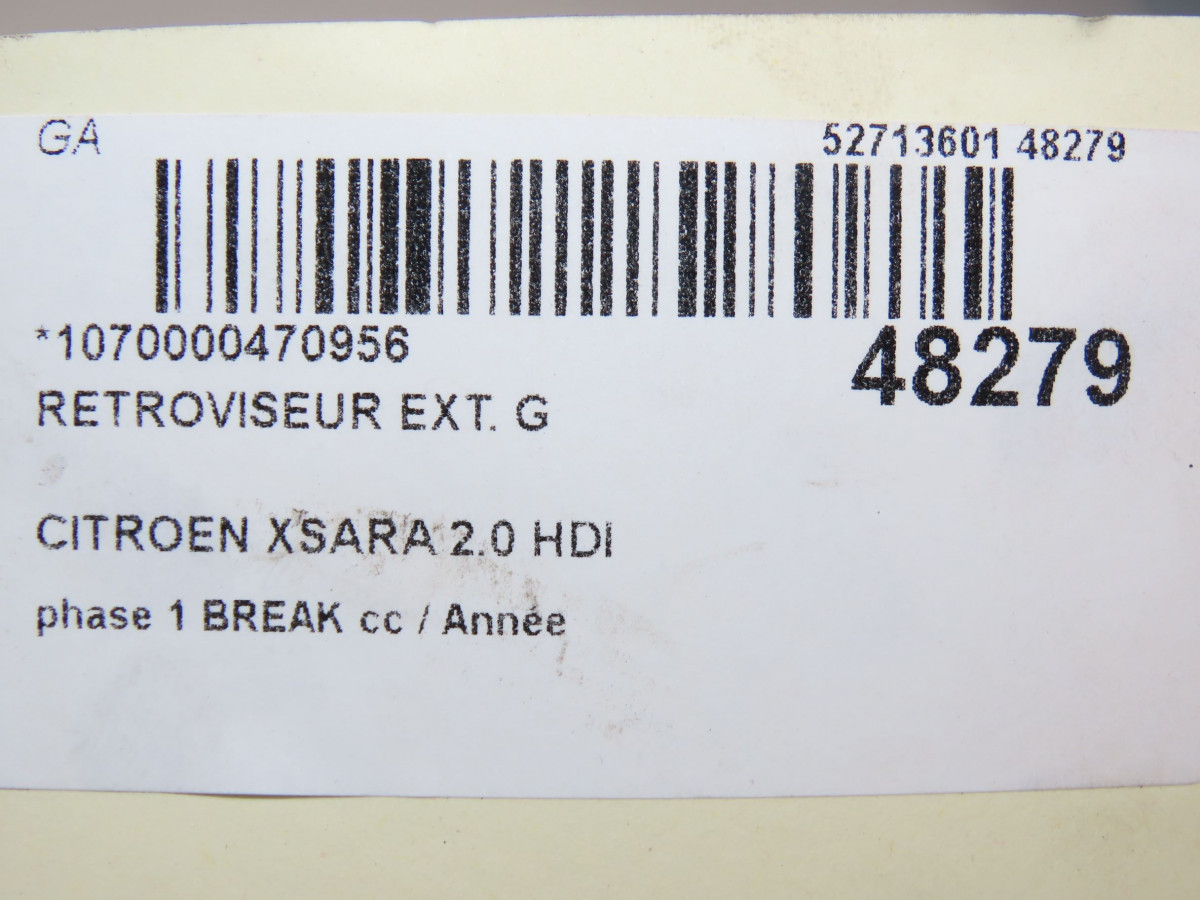 GA
52713601 48279
*1070000470956
48279
RETROVISEUR EXT. G
CITROEN XSARA 2.0 HDI
phase 1 BREAK cc / Année